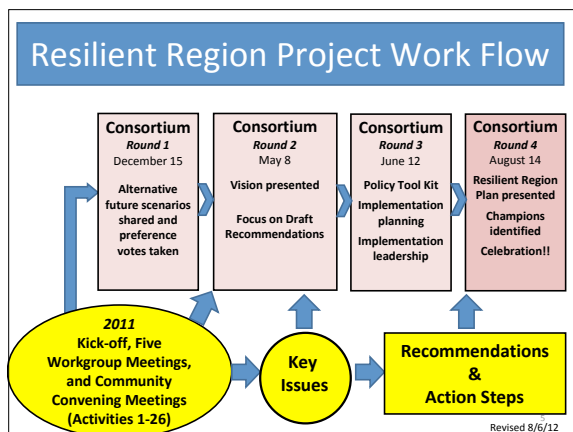 Resilient Region Project Work Flow
Consortium
Round 1
December 15
Alternative
future scenarios
shared and
preference
votes taken
Consortium
Round 2
May 8
Vision presented
Focus on Draft
Recommendations
Consortium
Round 3
June 12
Policy Tool Kit
Implementation
planning
Implementation
leadership
Consortium
Round 4
August 14
Resilient Region
Plan presented
Champions
identified
Celebration!!
2011
Kick-off, Five
Workgroup Meetings,
and Community
Convening Meetings
(Activities 1-26)
Key
Issues
Recommendations
&
Action Steps
5
Revised 8/6/12